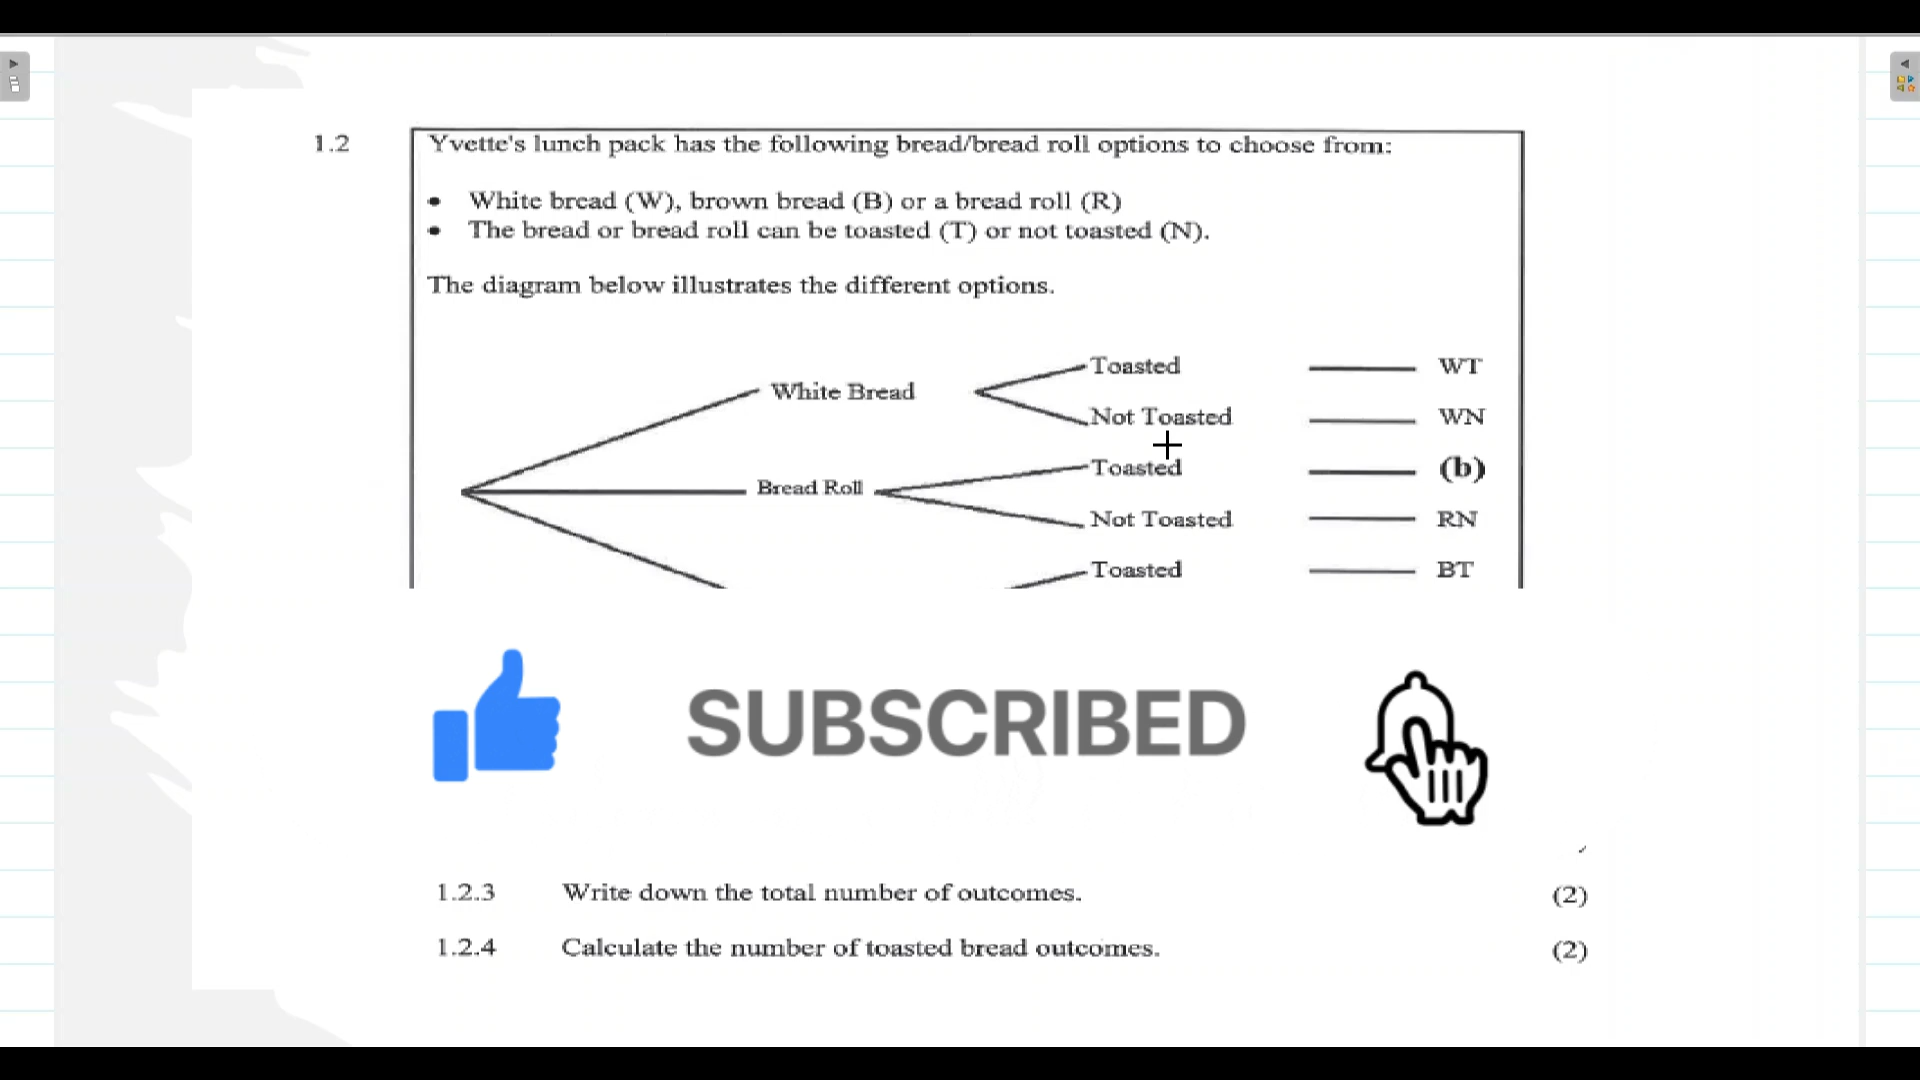 1.2 Yvette's lunch pack has the following bread/bread roll options to choose from:
• White bread (W), brown bread (B) or a bread roll (R)
• The bread or bread roll can be toasted (T) or not toasted (N).
The diagram below illustrates the different options.
Toasted WT
White Bread
Not Toasted WN
Toasted (b)
Bread Roll
Not Toasted RN
Toasted BT
SUBSCRIBED
1.2.3 Write down the total number of outcomes. (2)
1.2.4 Calculate the number of toasted bread outcomes. (2)